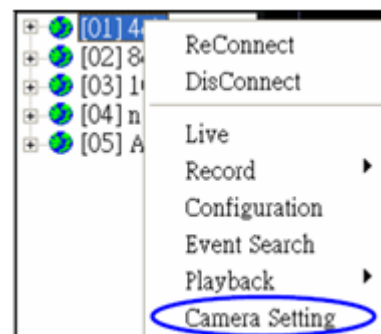 [01] 4
[02] 8
[03] 1
[04] n
[05] A
ReConnect
DisConnect
Live
Record
Configuration
Event Search
Playback
Camera Setting